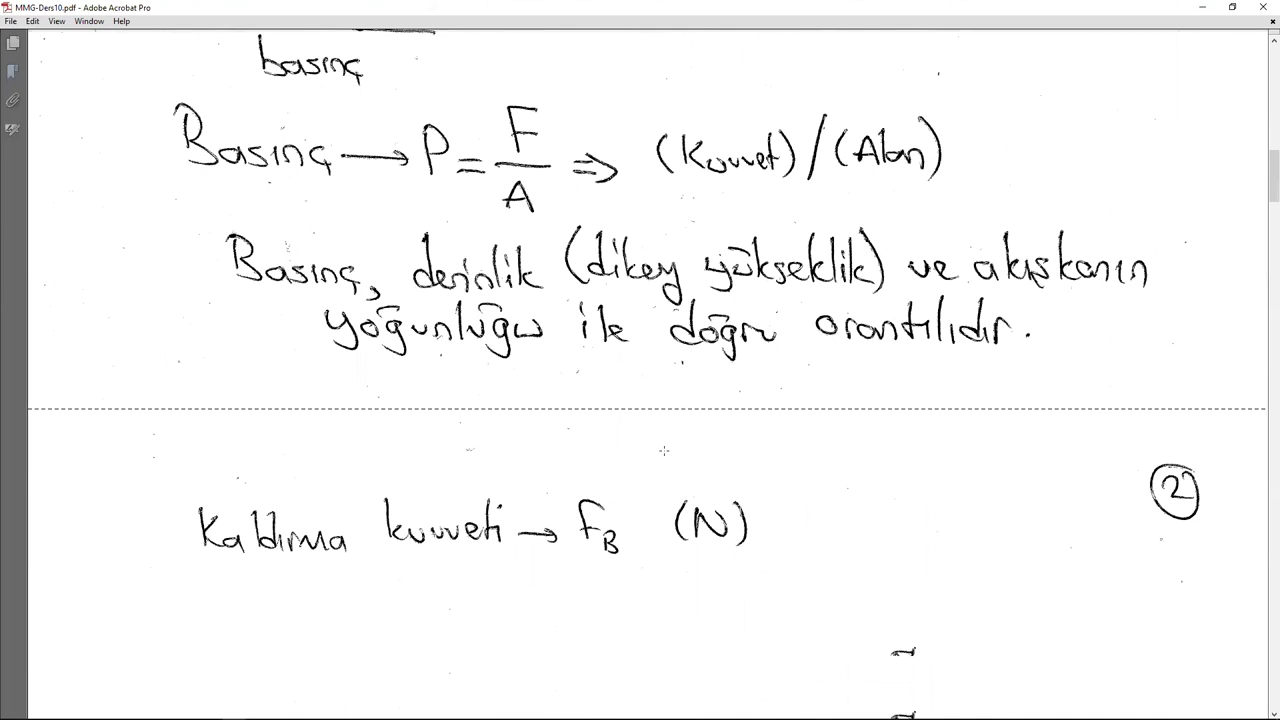 MMG-Ders10.pdf - Adobe Acrobat Pro
File Edit View Window Help
basınç
Basınç → P = F/A ⇒ (Kuvvet)/(Alan)
Basınç, derinlik (dikey yükseklik) ve akışkanın
yoğunluğu ile doğru orantılıdır.
2
Kaldırma kuvveti → FB (N)